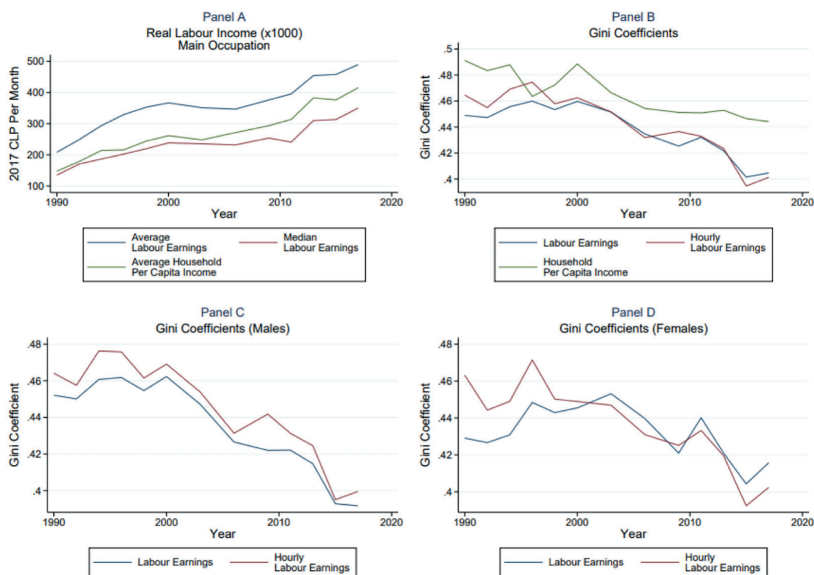 Panel A
Real Labour Income (x1000)
Main Occupation
2017 CLP Per Month
500
400
300
200
100
1990
2000
2010
2020
Year
Average
Labour Earnings
Median
Labour Earnings
Average Household
Per Capita Income
Panel B
Gini Coefficients
Gini Coefficient
.5
.48
.46
.44
.42
.4
1990
2000
2010
2020
Year
Labour Earnings
Hourly
Labour Earnings
Household
Per Capita Income
Panel C
Gini Coefficients (Males)
Gini Coefficient
.48
.46
.44
.42
.4
1990
2000
2010
2020
Year
Labour Earnings
Hourly
Labour Earnings
Panel D
Gini Coefficients (Females)
Gini Coefficient
.48
.46
.44
.42
.4
1990
2000
2010
2020
Year
Labour Earnings
Hourly
Labour Earnings